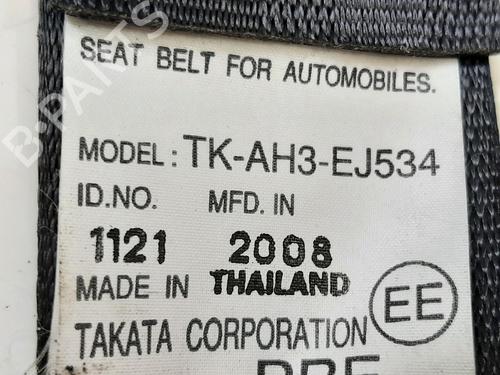 SEAT BELT FOR AUTOMOBILES.
MODEL: TK-AH3-EJ534
ID.NO. MFD. IN
1121 2008
MADE IN THAILAND
EE
TAKATA CORPORATION
B-PARTS